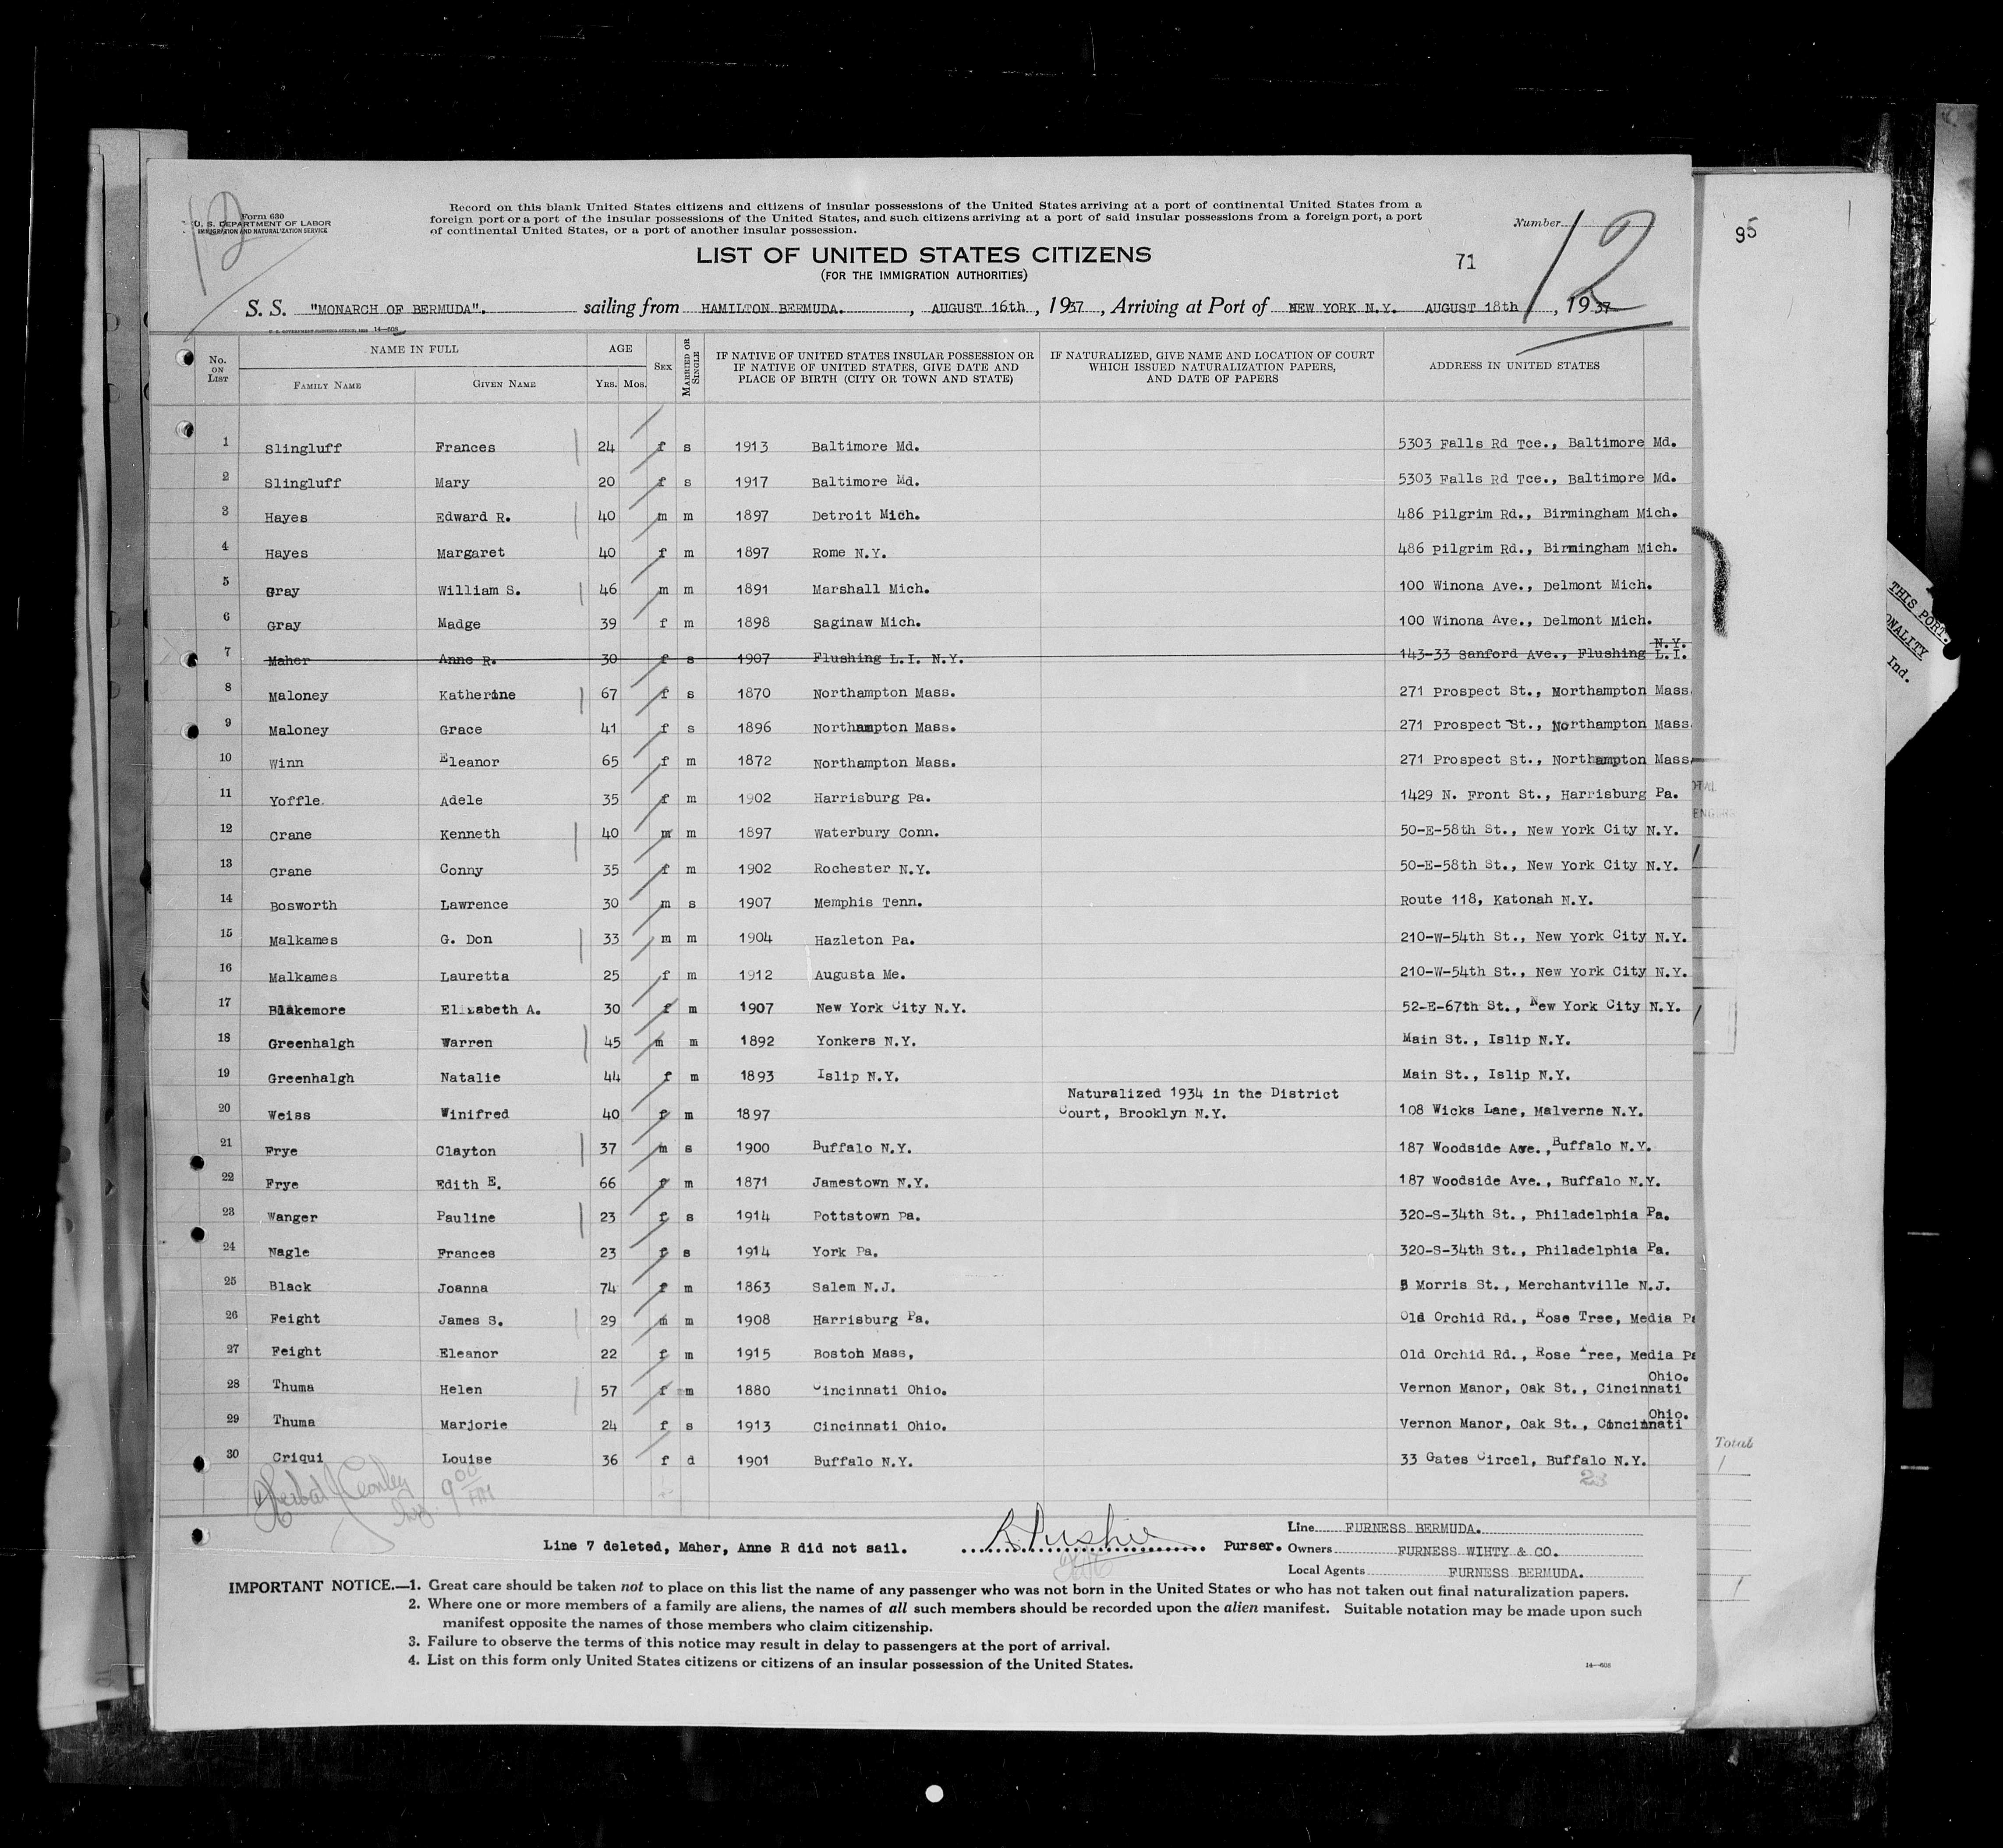 12
Form 630
U. S. DEPARTMENT OF LABOR
IMMIGRATION AND NATURALIZATION SERVICE
Record on this blank United States citizens and citizens of insular possessions of the United States arriving at a port of continental United States from a
foreign port or a port of the insular possessions of the United States, and such citizens arriving at a port of said insular possessions from a foreign port, a port
of continental United States, or a port of another insular possession.
Number 12
LIST OF UNITED STATES CITIZENS
(FOR THE IMMIGRATION AUTHORITIES)
71
95
S. S. "MONARCH OF BERMUDA". sailing from HAMILTON BERMUDA. , AUGUST 16th , 1937 , Arriving at Port of NEW YORK N.Y. AUGUST 18th , 1937
14—608
No. ON LIST NAME IN FULL FAMILY NAME GIVEN NAME AGE YRS. MOS. SEX MARRIED OR SINGLE IF NATIVE OF UNITED STATES INSULAR POSSESSION OR IF NATIVE OF UNITED STATES, GIVE DATE AND PLACE OF BIRTH (CITY OR TOWN AND STATE) IF NATURALIZED, GIVE NAME AND LOCATION OF COURT WHICH ISSUED NATURALIZATION PAPERS, AND DATE OF PAPERS ADDRESS IN UNITED STATES
1 Slingluff Frances 24 f s 1913 Baltimore Md. 5303 Falls Rd Tce., Baltimore Md.
2 Slingluff Mary 20 f s 1917 Baltimore Md. 5303 Falls Rd Tce., Baltimore Md.
3 Hayes Edward R. 40 m m 1897 Detroit Mich. 486 Pilgrim Rd., Birmingham Mich.
4 Hayes Margaret 40 f m 1897 Rome N.Y. 486 Pilgrim Rd., Birmingham Mich.
5 Gray William S. 46 m m 1891 Marshall Mich. 100 Winona Ave., Delmont Mich.
6 Gray Madge 39 f m 1898 Saginaw Mich. 100 Winona Ave., Delmont Mich.
7 Maher Anne R. 30 f s 1907 Flushing L.I. N.Y. 143-33 Sanford Ave., Flushing L.I. N.Y.
8 Maloney Katherine 67 f s 1870 Northampton Mass. 271 Prospect St., Northampton Mass.
9 Maloney Grace 41 f s 1896 Northampton Mass. 271 Prospect St., Northampton Mass.
10 Winn Eleanor 65 f m 1872 Northampton Mass. 271 Prospect St., Northampton Mass.
11 Yoffle. Adele 35 f m 1902 Harrisburg Pa. 1429 N. Front St., Harrisburg Pa.
12 Crane Kenneth 40 m m 1897 Waterbury Conn. 50-E-58th St., New York City N.Y.
13 Crane Conny 35 f m 1902 Rochester N.Y. 50-E-58th St., New York City N.Y.
14 Bosworth Lawrence 30 m s 1907 Memphis Tenn. Route 118, Katonah N.Y.
15 Malkames G. Don 33 m m 1904 Hazleton Pa. 210-W-54th St., New York City N.Y.
16 Malkames Lauretta 25 f m 1912 Augusta Me. 210-W-54th St., New York City N.Y.
17 Blakemore Elizabeth A. 30 f m 1907 New York City N.Y. 52-E-67th St., New York City N.Y.
18 Greenhalgh Warren 45 m m 1892 Yonkers N.Y. Main St., Islip N.Y.
19 Greenhalgh Natalie 44 f m 1893 Islip N.Y. Main St., Islip N.Y.
20 Weiss Winifred 40 f m 1897 Naturalized 1934 in the District Court, Brooklyn N.Y. 108 Wicks Lane, Malverne N.Y.
21 Frye Clayton 37 m s 1900 Buffalo N.Y. 187 Woodside Ave., Buffalo N.Y.
22 Frye Edith E. 66 f m 1871 Jamestown N.Y. 187 Woodside Ave., Buffalo N.Y.
23 Wanger Pauline 23 f s 1914 Pottstown Pa. 320-S-34th St., Philadelphia Pa.
24 Nagle Frances 23 f s 1914 York Pa. 320-S-34th St., Philadelphia Pa.
25 Black Joanna 74 f m 1863 Salem N.J. 5 Morris St., Merchantville N.J.
26 Feight James S. 29 m m 1908 Harrisburg Pa. Old Orchid Rd., Rose Tree, Media Pa
27 Feight Eleanor 22 f m 1915 Boston Mass, Old Orchid Rd., Rose Tree, Media Pa
28 Thuma Helen 57 f m 1880 Cincinnati Ohio. Vernon Manor, Oak St., Cincinnati Ohio.
29 Thuma Marjorie 24 f s 1913 Cincinnati Ohio. Vernon Manor, Oak St., Cincinnati Ohio.
30 Criqui Louise 36 f d 1901 Buffalo N.Y. 33 Gates Circel, Buffalo N.Y.
THIS PORT.
ONALITY
Ind.
Total
Line 7 deleted, Maher, Anne R did not sail.
Purser.
Line FURNESS BERMUDA.
Owners FURNESS WIHTY & CO.
Local Agents FURNESS BERMUDA.
IMPORTANT NOTICE.—1. Great care should be taken not to place on this list the name of any passenger who was not born in the United States or who has not taken out final naturalization papers.
2. Where one or more members of a family are aliens, the names of all such members should be recorded upon the alien manifest. Suitable notation may be made upon such
manifest opposite the names of those members who claim citizenship.
3. Failure to observe the terms of this notice may result in delay to passengers at the port of arrival.
4. List on this form only United States citizens or citizens of an insular possession of the United States.
14—608